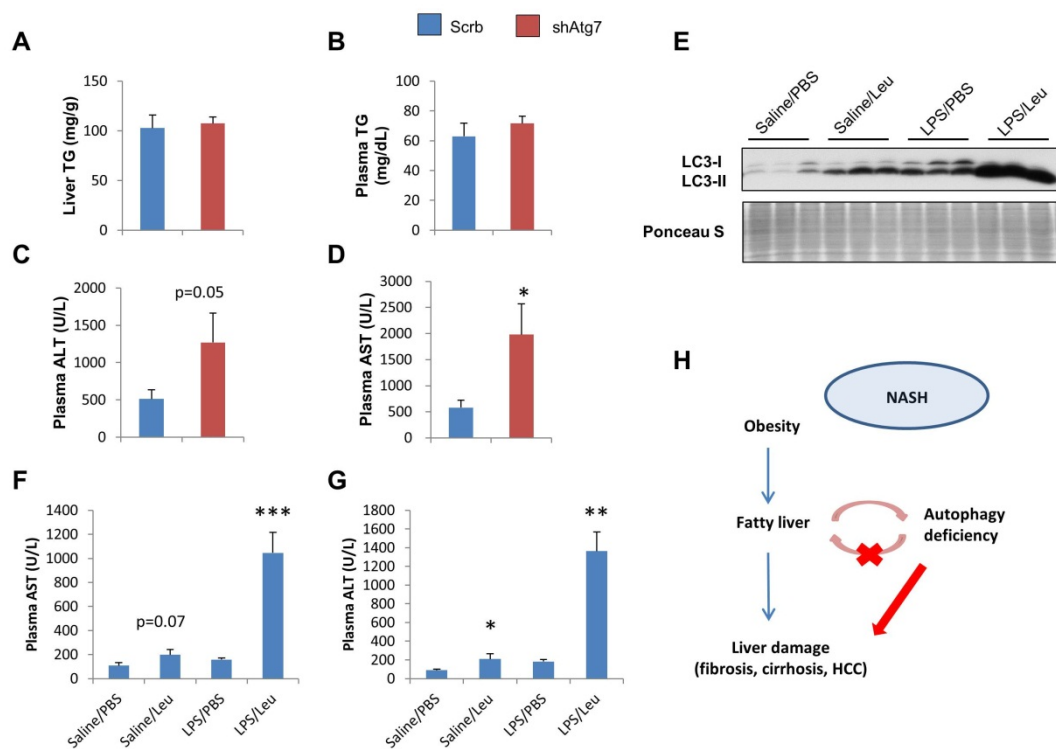 Scrb
shAtg7
A
Liver TG (mg/g)
150
100
50
0
B
Plasma TG
(mg/dL)
100
80
60
40
20
0
C
Plasma ALT (U/L)
2000
1500
1000
500
0
p=0.05
D
Plasma AST (U/L)
3000
2500
2000
1500
1000
500
0
*
E
Saline/PBS
Saline/Leu
LPS/PBS
LPS/Leu
LC3-I
LC3-II
Ponceau S
F
Plasma AST (U/L)
1400
1200
1000
800
600
400
200
0
p=0.07
***
Saline/PBS
Saline/Leu
LPS/PBS
LPS/Leu
G
Plasma ALT (U/L)
1800
1600
1400
1200
1000
800
600
400
200
0
*
**
Saline/PBS
Saline/Leu
LPS/PBS
LPS/Leu
H
NASH
Obesity
Fatty liver
Autophagy
deficiency
Liver damage
(fibrosis, cirrhosis, HCC)